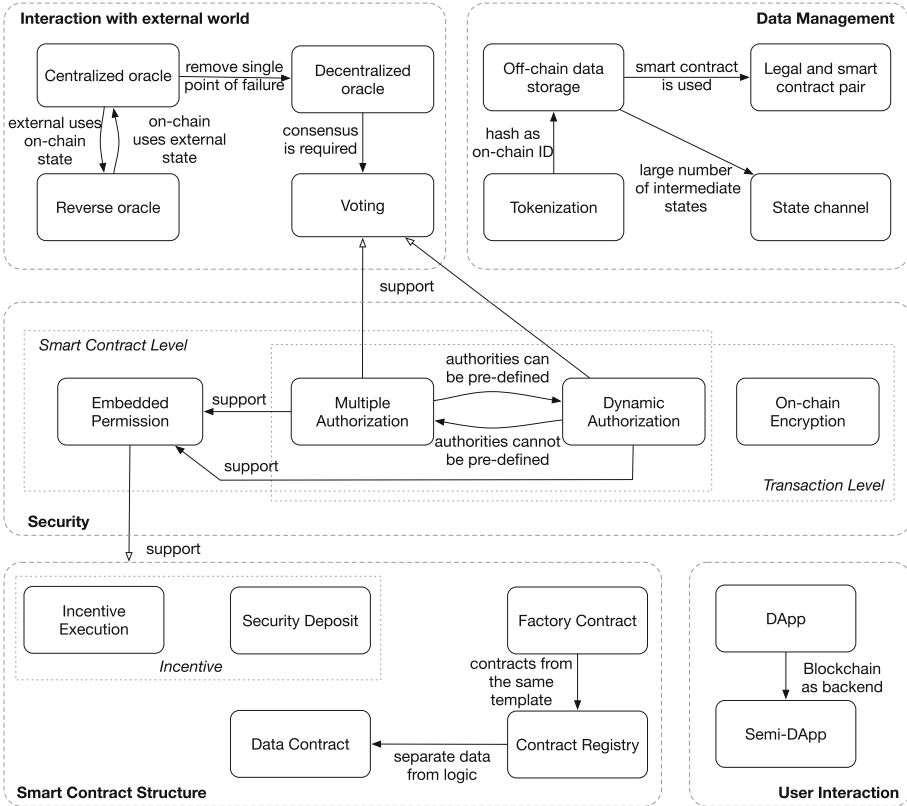 Interaction with external world
Centralized oracle
remove single
point of failure
Decentralized
oracle
external uses
on-chain
state
on-chain
uses external
state
consensus
is required
Reverse oracle
Voting
Data Management
Off-chain data
storage
smart contract
is used
Legal and smart
contract pair
hash as
on-chain ID
large number
of intermediate
states
Tokenization
State channel
support
Smart Contract Level
Embedded
Permission
support
Multiple
Authorization
authorities can
be pre-defined
authorities cannot
be pre-defined
Dynamic
Authorization
On-chain
Encryption
support
Transaction Level
Security
support
Incentive
Execution
Security Deposit
Incentive
Factory Contract
contracts from
the same
template
Data Contract
separate data
from logic
Contract Registry
Smart Contract Structure
DApp
Blockchain
as backend
Semi-DApp
User Interaction